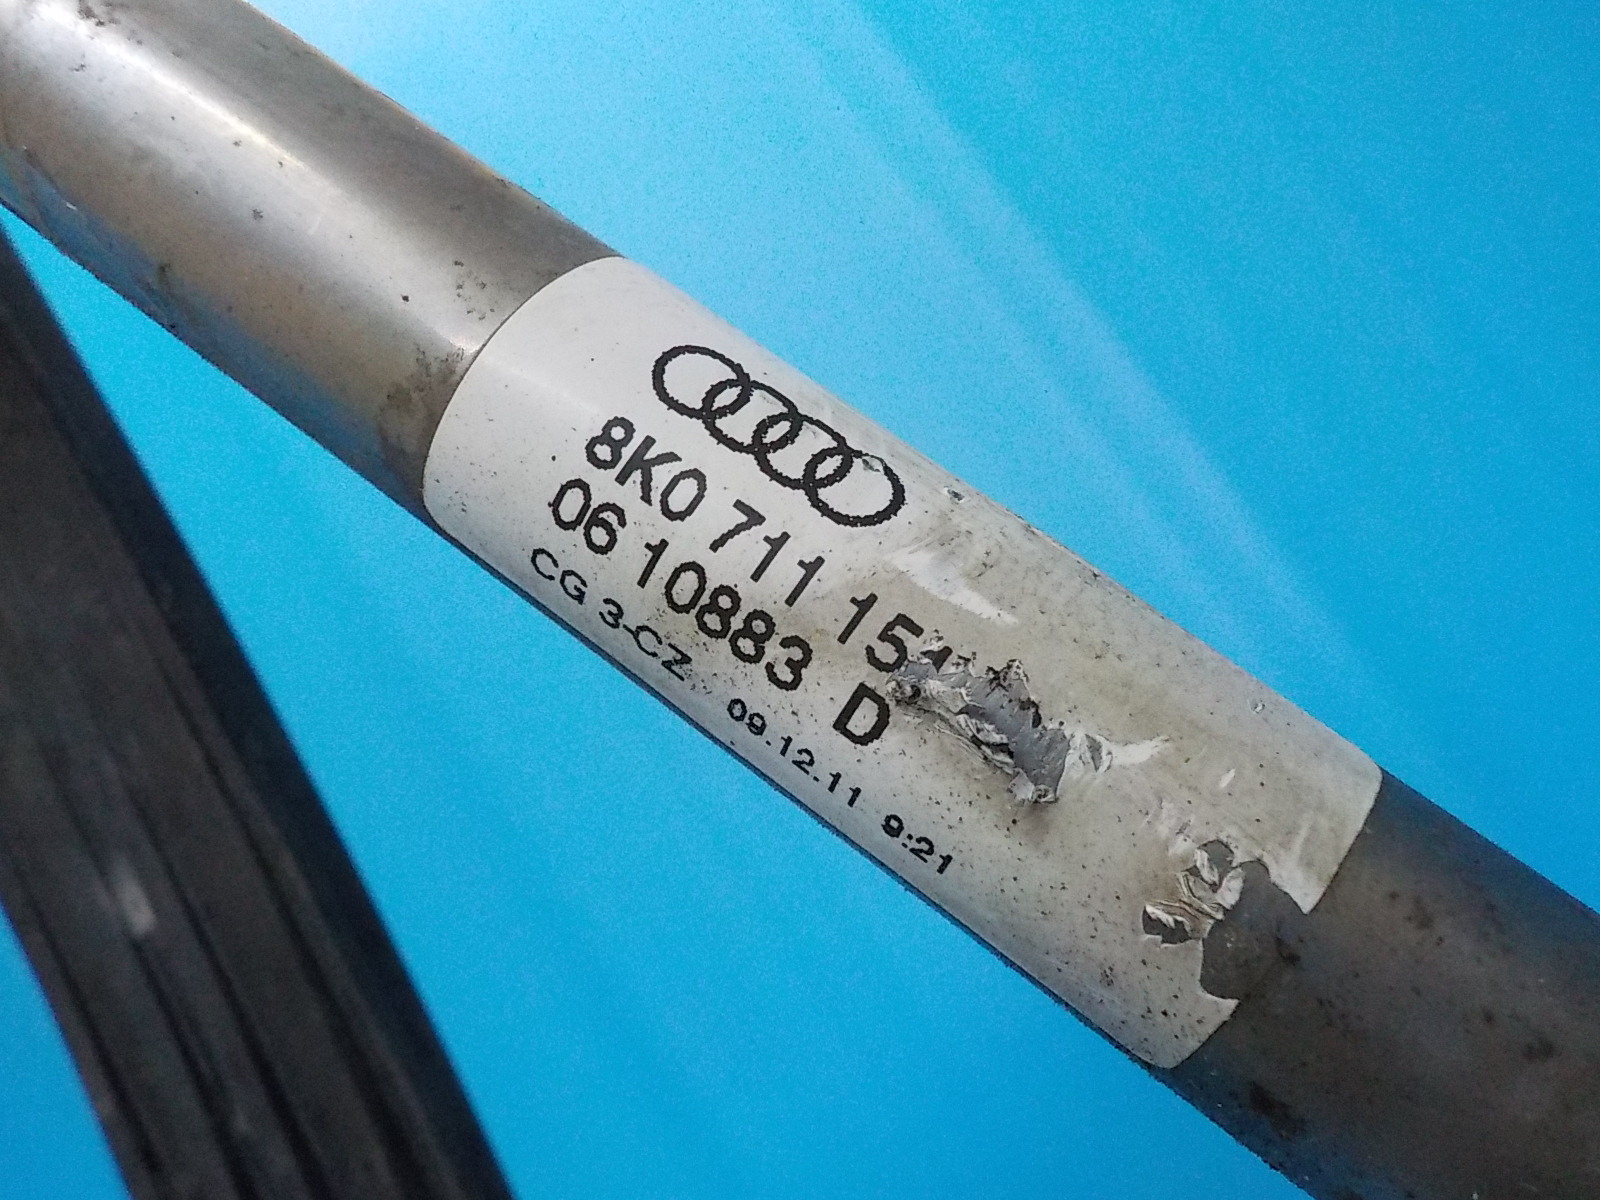 8K0 711 15
06 10883 D
CG 3-CZ 09.12.11 9:21